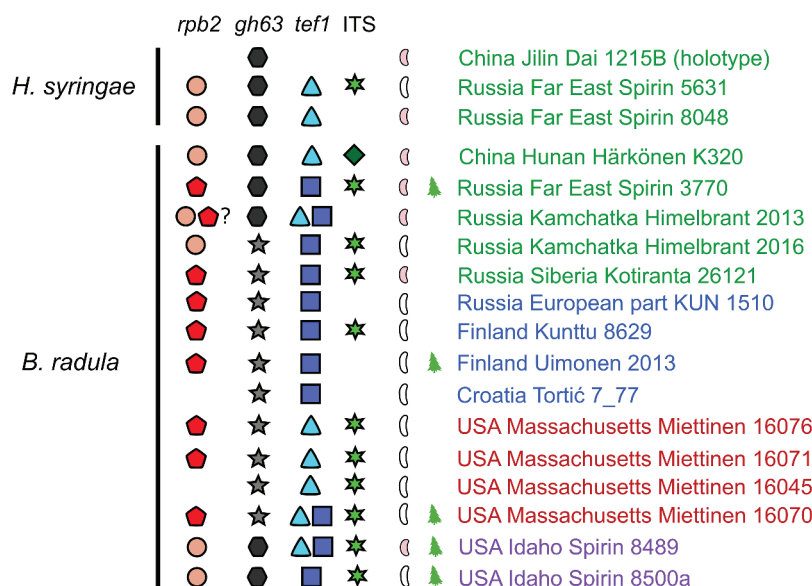 rpb2 gh63 tef1 ITS
H. syringae
China Jilin Dai 1215B (holotype)
Russia Far East Spirin 5631
Russia Far East Spirin 8048
B. radula
China Hunan Härkönen K320
Russia Far East Spirin 3770
? Russia Kamchatka Himelbrant 2013
Russia Kamchatka Himelbrant 2016
Russia Siberia Kotiranta 26121
Russia European part KUN 1510
Finland Kunttu 8629
Finland Uimonen 2013
Croatia Tortić 7_77
USA Massachusetts Miettinen 16076
USA Massachusetts Miettinen 16071
USA Massachusetts Miettinen 16045
USA Massachusetts Miettinen 16070
USA Idaho Spirin 8489
USA Idaho Spirin 8500a